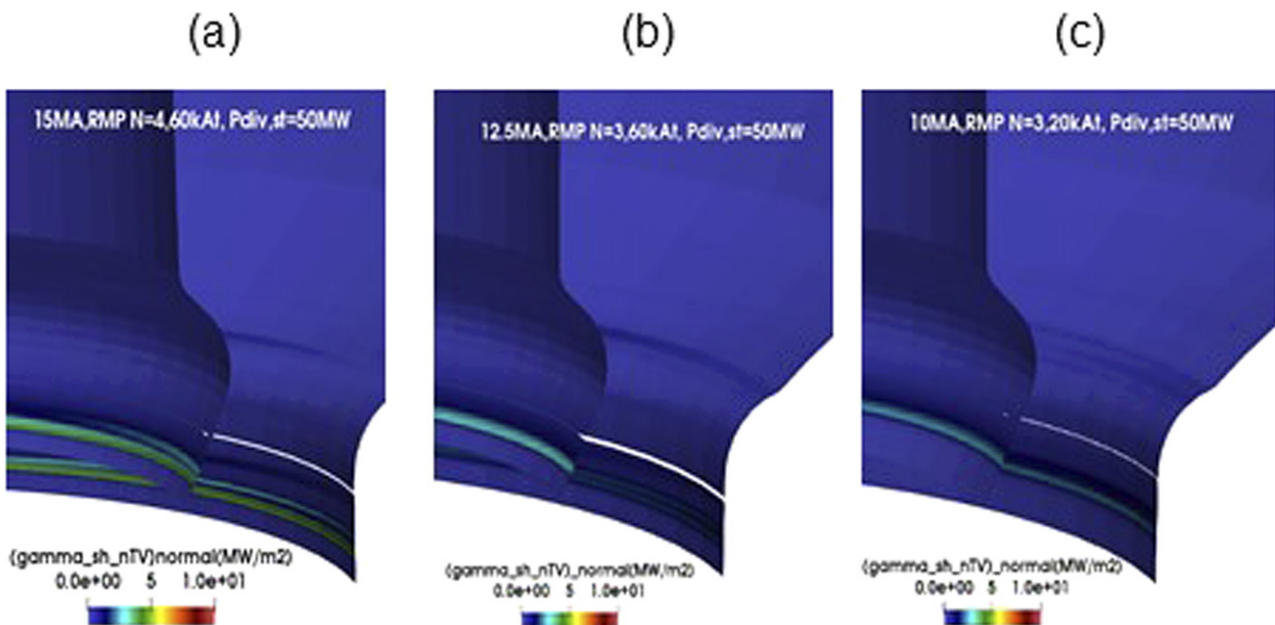 (a)
(b)
(c)
15MA,RMP N=4,60kAt, Pdiv,st=50MW
12.5MA,RMP N=3,60kAt, Pdiv,st=50MW
10MA,RMP N=3,20kAt, Pdiv,st=50MW
(gamma_sh_nTV)normal(MW/m2)
0.0e+00 5 1.0e+01
(gamma_sh_nTV)_normal(MW/m2)
0.0e+00 5 1.0e+01
(gamma_sh_nTV)_normal(MW/m2)
0.0e+00 5 1.0e+01